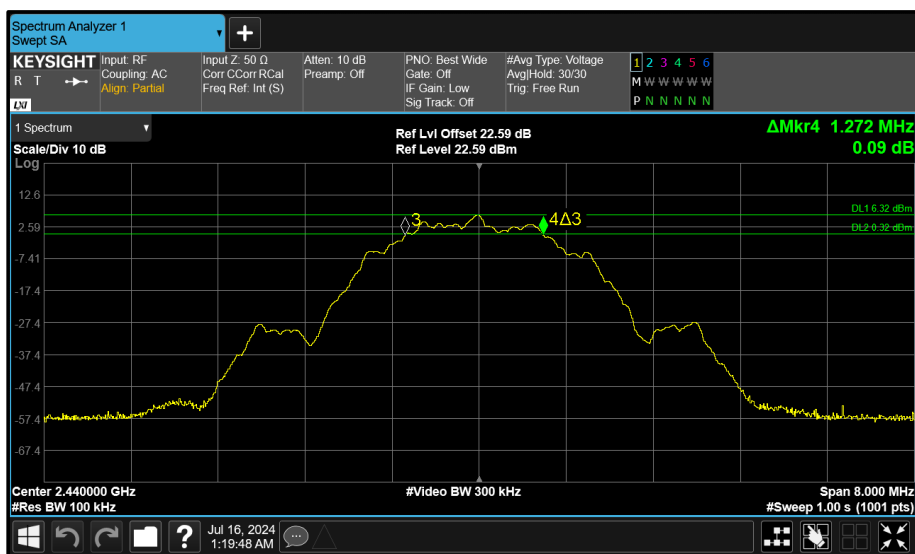 Spectrum Analyzer 1
Swept SA
+
KEYSIGHT
R T
LXI
Input: RF
Coupling: AC
Align: Partial
Input Z: 50 Ω
Corr CCorr RCal
Freq Ref: Int (S)
Atten: 10 dB
Preamp: Off
PNO: Best Wide
Gate: Off
IF Gain: Low
Sig Track: Off
#Avg Type: Voltage
Avg|Hold: 30/30
Trig: Free Run
1 2 3 4 5 6
M W W W W W
P N N N N N
1 Spectrum
Scale/Div 10 dB
Log
Ref Lvl Offset 22.59 dB
Ref Level 22.59 dBm
ΔMkr4 1.272 MHz
0.09 dB
12.6
DL1 6.32 dBm
3
4Δ3
2.59
DL2 0.32 dBm
-7.41
-17.4
-27.4
-37.4
-47.4
-57.4
-67.4
Center 2.440000 GHz
#Video BW 300 kHz
Span 8.000 MHz
#Res BW 100 kHz
#Sweep 1.00 s (1001 pts)
?
Jul 16, 2024
1:19:48 AM